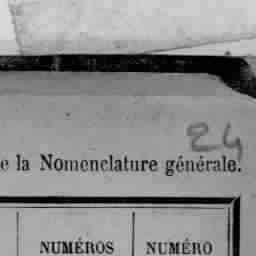 24
e la Nomenclature générale.
NUMÉROS NUMÉRO